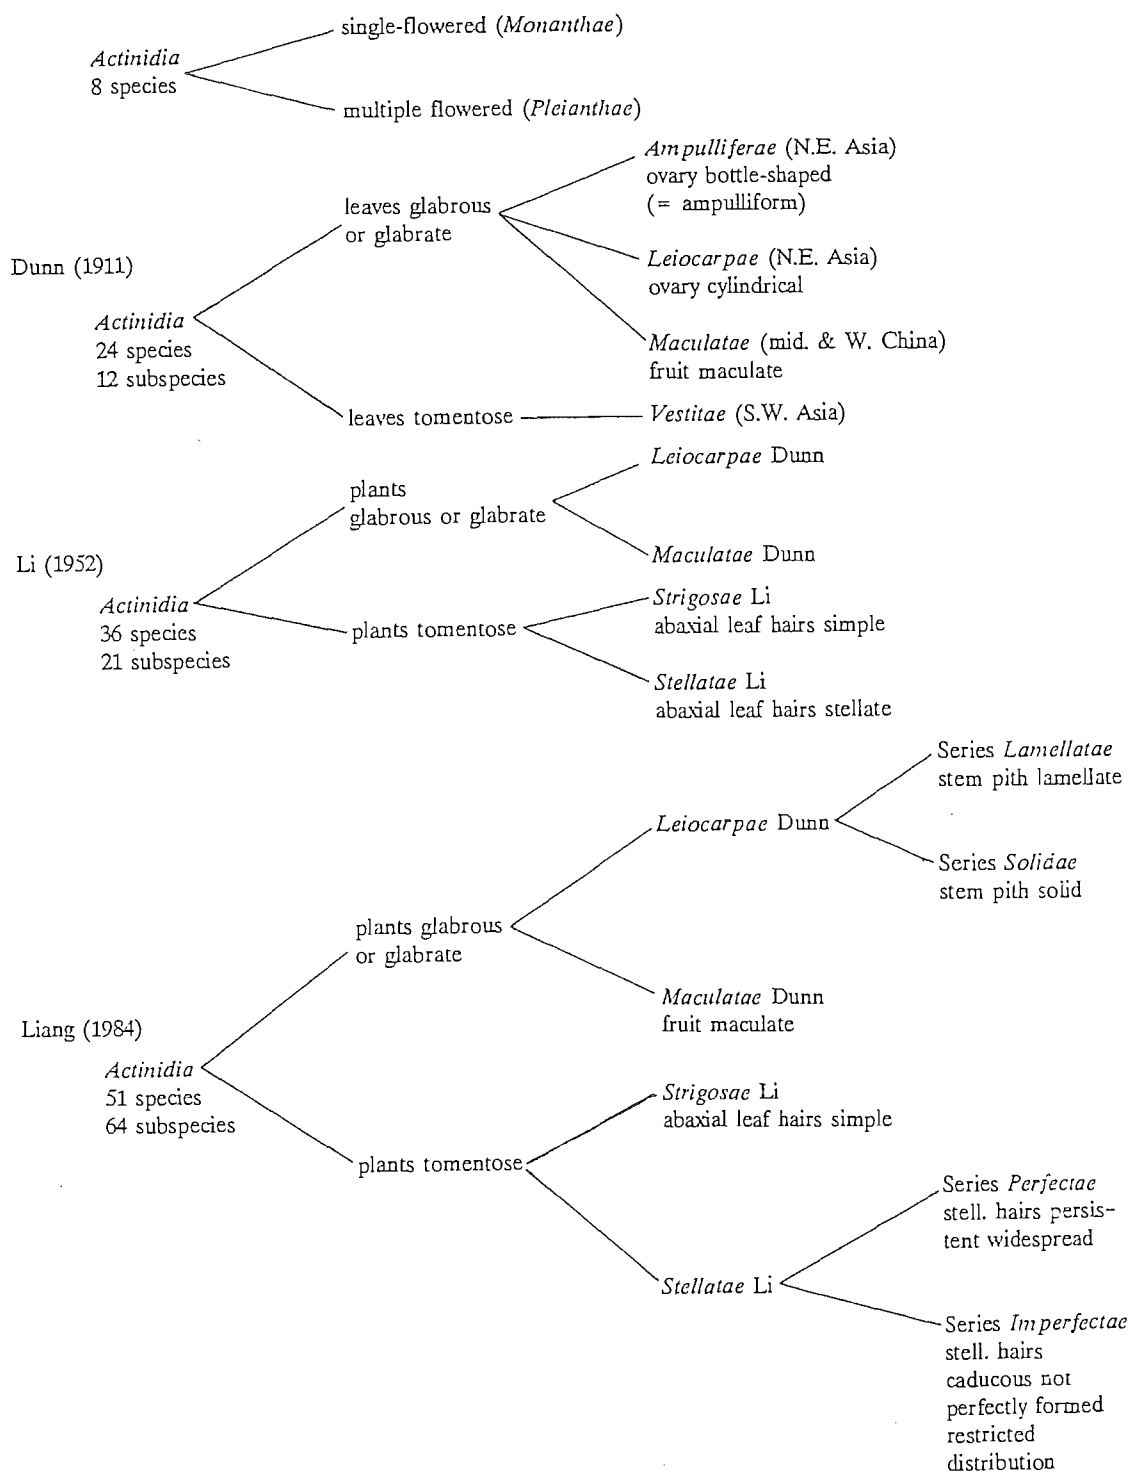 single-flowered (Monanthae)
Actinidia
8 species
multiple flowered (Pleianthae)
Ampulliferae (N.E. Asia)
ovary bottle-shaped
(= ampulliform)
leaves glabrous
or glabrate
Leiocarpae (N.E. Asia)
ovary cylindrical
Dunn (1911)
Actinidia
24 species
12 subspecies
Maculatae (mid. & W. China)
fruit maculate
leaves tomentose
Vestitae (S.W. Asia)
Leiocarpae Dunn
plants
glabrous or glabrate
Maculatae Dunn
Li (1952)
Actinidia
36 species
21 subspecies
Strigosae Li
abaxial leaf hairs simple
plants tomentose
Stellatae Li
abaxial leaf hairs stellate
Series Lamellatae
stem pith lamellate
Leiocarpae Dunn
Series Solidae
stem pith solid
plants glabrous
or glabrate
Maculatae Dunn
fruit maculate
Liang (1984)
Actinidia
51 species
64 subspecies
Strigosae Li
abaxial leaf hairs simple
plants tomentose
Series Perfectae
stell. hairs persis-
tent widespread
Stellatae Li
Series Imperfectae
stell. hairs
caducous not
perfectly formed
restricted
distribution